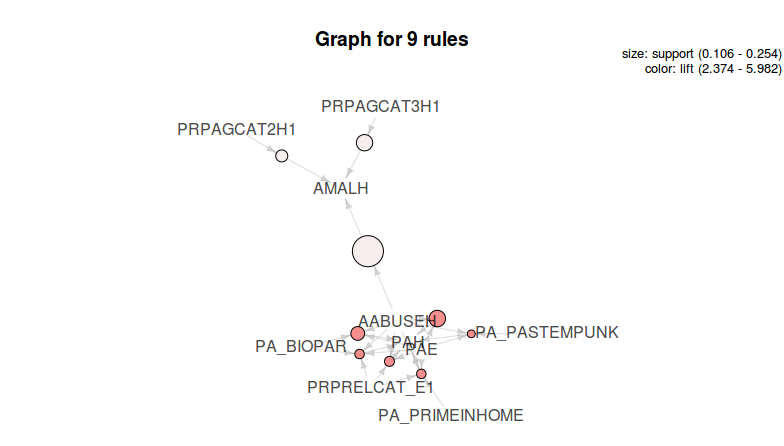 Graph for 9 rules
size: support (0.106 - 0.254)
color: lift (2.374 - 5.982)
PRPAGCAT3H1
PRPAGCAT2H1
AMALH
AABUSEH
PA_PASTEMPUNK
PAH
PA_BIOPAR
PAE
PRPRELCAT_E1
PA_PRIMEINHOME